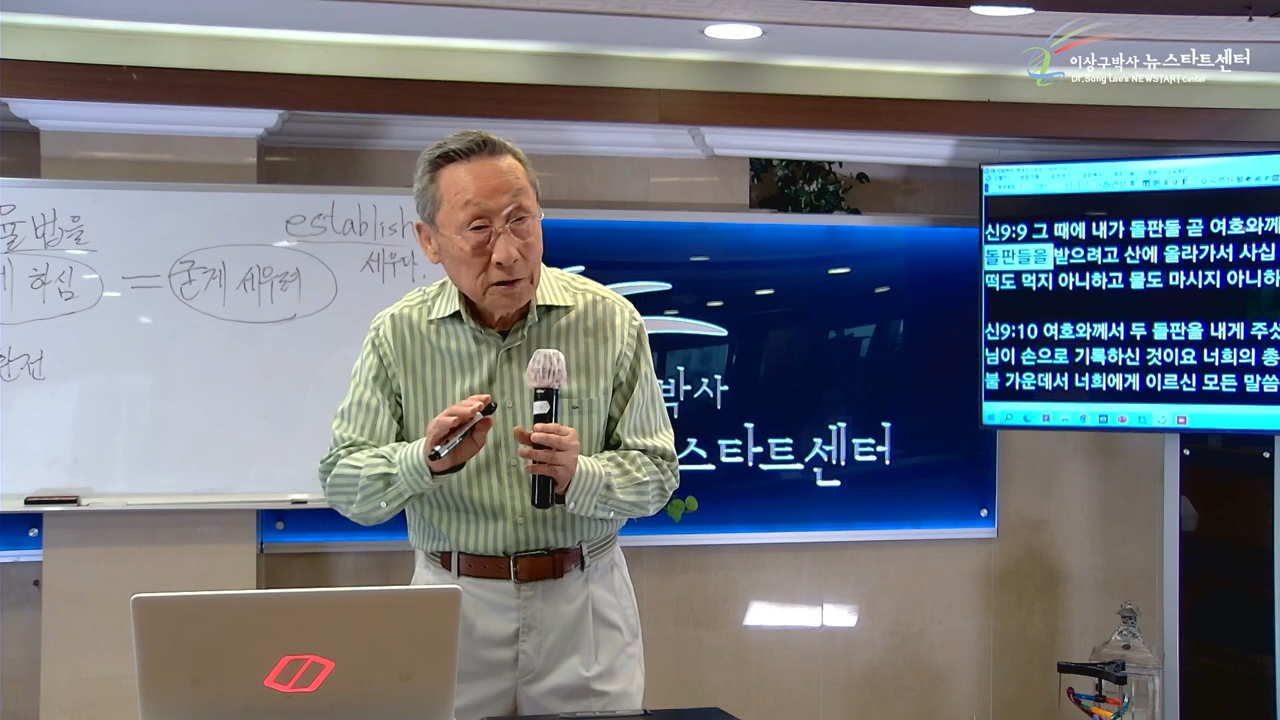 이상구박사 뉴스타트센터
Dr.Sang Lee's NEWSTART Center
율법을
establish
하심 = 굳게 세우려
세우다.
완전
박사
스타트센터
신9:9 그 때에 내가 돌판들 곧 여호와께
돌판들을 받으려고 산에 올라가서 사십
떡도 먹지 아니하고 물도 마시지 아니하
신9:10 여호와께서 두 돌판을 내게 주셨
님이 손으로 기록하신 것이요 너희의 총
불 가운데서 너희에게 이르신 모든 말씀